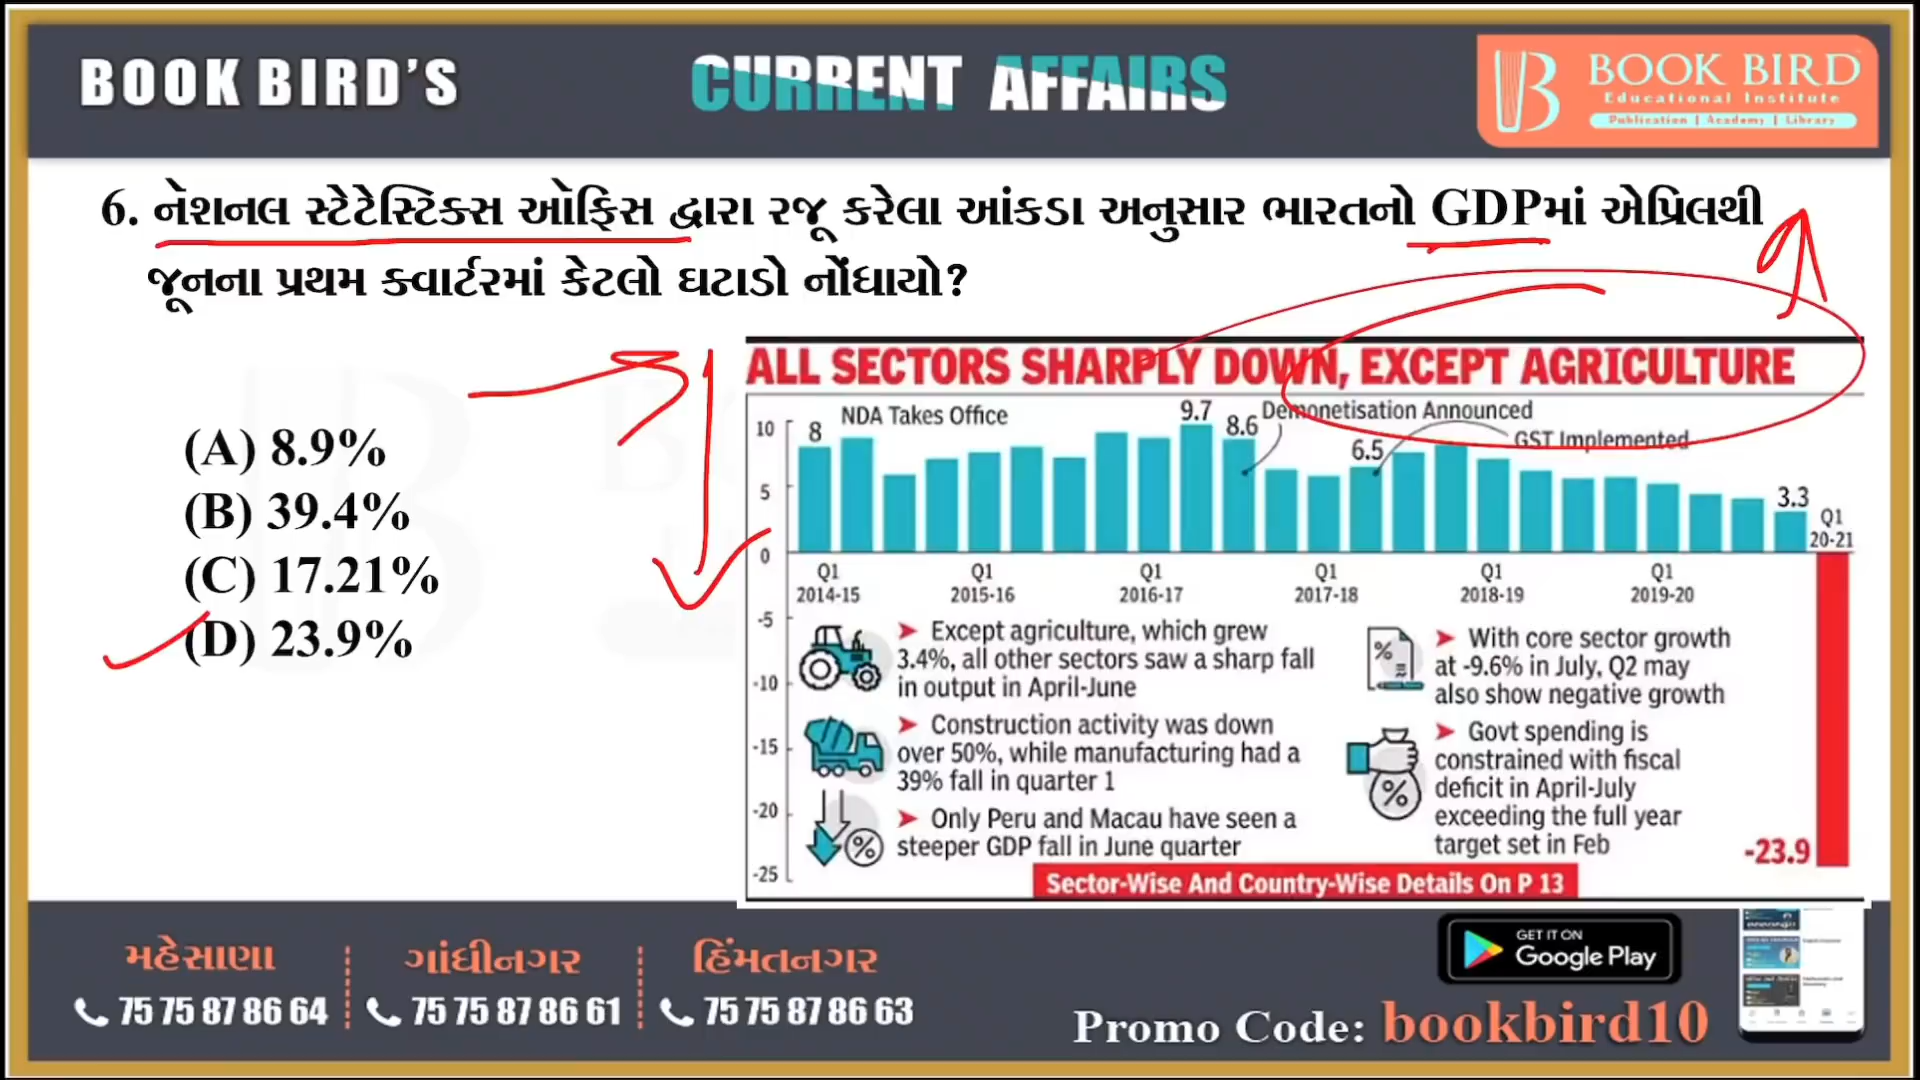 BOOK BIRD'S
CURRENT AFFAIRS
BOOK BIRD
Educational Institute
Publication | Academy | Library
6. નેશનલ સ્ટેટેસ્ટિક્સ ઓફિસ દ્વારા રજૂ કરેલા આંકડા અનુસાર ભારતનો GDPમાં એપ્રિલથી
જૂનના પ્રથમ ક્વાર્ટરમાં કેટલો ઘટાડો નોંધાયો?
(A) 8.9%
(B) 39.4%
(C) 17.21%
(D) 23.9%
ALL SECTORS SHARPLY DOWN, EXCEPT AGRICULTURE
NDA Takes Office
Demonetisation Announced
GST Implemented
8
9.7
8.6
6.5
3.3
Q1
20-21
10
5
0
-5
-10
-15
-20
-25
Q1
2014-15
Q1
2015-16
Q1
2016-17
Q1
2017-18
Q1
2018-19
Q1
2019-20
Except agriculture, which grew
3.4%, all other sectors saw a sharp fall
in output in April-June
Construction activity was down
over 50%, while manufacturing had a
39% fall in quarter 1
Only Peru and Macau have seen a
steeper GDP fall in June quarter
With core sector growth
at -9.6% in July, Q2 may
also show negative growth
Govt spending is
constrained with fiscal
deficit in April-July
exceeding the full year
target set in Feb
-23.9
Sector-Wise And Country-Wise Details On P 13
મહેસાણા
75 75 87 86 64
ગાંધીનગર
75 75 87 86 61
હિંમતનગર
75 75 87 86 63
GET IT ON
Google Play
Promo Code: bookbird10